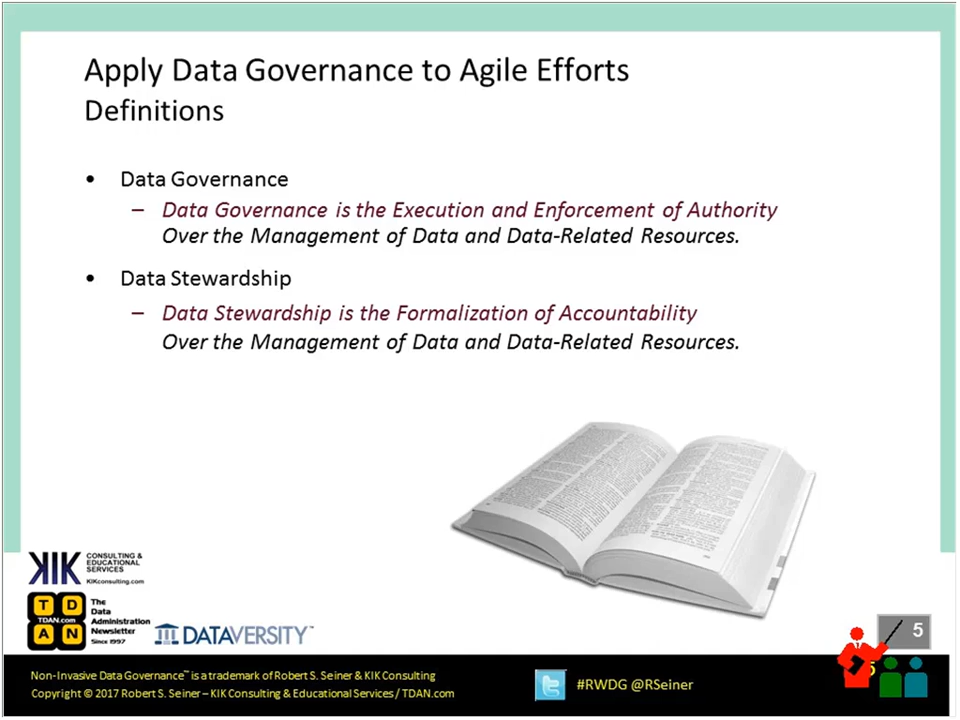 Apply Data Governance to Agile Efforts
Definitions
• Data Governance
– Data Governance is the Execution and Enforcement of Authority
Over the Management of Data and Data-Related Resources.
• Data Stewardship
– Data Stewardship is the Formalization of Accountability
Over the Management of Data and Data-Related Resources.
KIK CONSULTING &
EDUCATIONAL
SERVICES
KIKconsulting.com
T D
TDAN.com
A N
The
Data
Administration
Newsletter
Since 1997
DATAVERSITY™
5
5
Non-Invasive Data Governance™ is a trademark of Robert S. Seiner & KIK Consulting
Copyright © 2017 Robert S. Seiner – KIK Consulting & Educational Services / TDAN.com
#RWDG @RSeiner